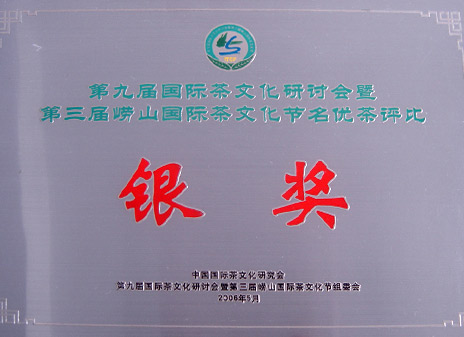 第九届国际茶文化研讨会暨
第三届崂山国际茶文化节名优茶评比
银奖
中国国际茶文化研究会
第九届国际茶文化研讨会暨第三届崂山国际茶文化节组委会
2006年5月